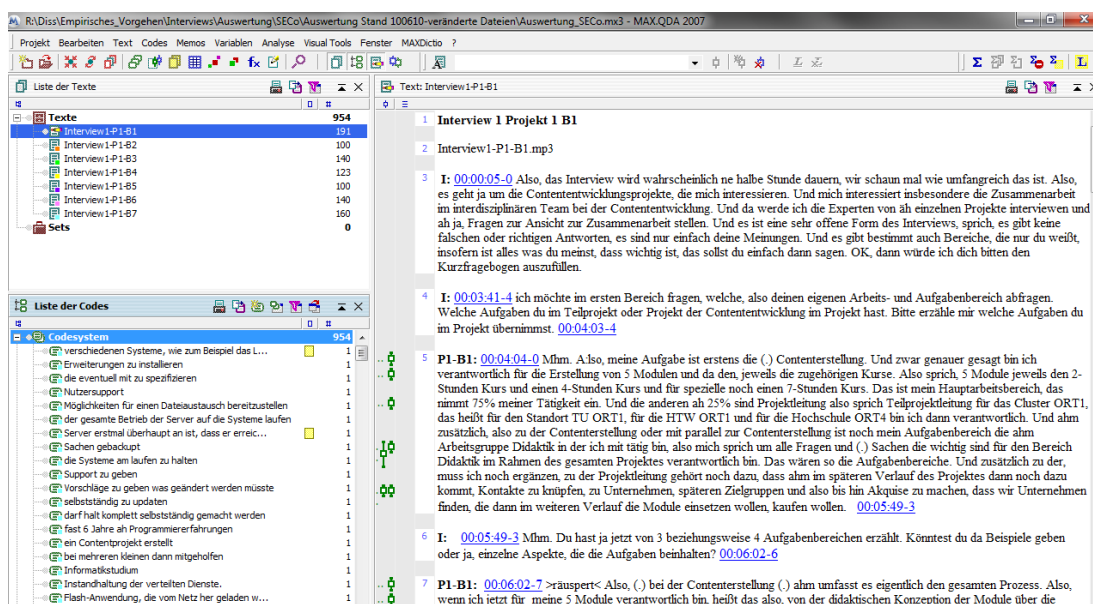 R:\Diss\Empirisches_Vorgehen\Interviews\Auswertung\SECo\Auswertung Stand 100610-veränderte Dateien\Auswertung_SECo.mx3 - MAX.QDA 2007
Projekt Bearbeiten Text Codes Memos Variablen Analyse Visual Tools Fenster MAXDictio ?
Liste der Texte
Texte 954
Interview1-P1-B1 191
Interview1-P1-B2 100
Interview1-P1-B3 140
Interview1-P1-B4 123
Interview1-P1-B5 100
Interview1-P1-B6 140
Interview1-P1-B7 160
Sets 0
Liste der Codes
Codesystem 954
verschiedenen Systeme, wie zum Beispiel das L... 1
Erweiterungen zu installieren 1
die eventuell mit zu spezifizieren 1
Nutzersupport 1
Möglichkeiten für einen Dateiaustausch bereitzustellen 1
der gesamte Betrieb der Server auf die Systeme laufen 1
Server erstmal überhaupt an ist, dass er erreic... 1
Sachen gebackupt 1
die Systeme am laufen zu halten 1
Support zu geben 1
Vorschläge zu geben was geändert werden müsste 1
selbstständig zu updaten 1
darf halt komplett selbstständig gemacht werden 1
fast 6 Jahre ah Programmiererfahrungen 1
ein Contentprojekt erstellt 1
bei mehreren kleinen dann mitgeholfen 1
Informatikstudium 1
Instandhaltung der verteilten Dienste. 1
Flash-Anwendung, die vom Netz her geladen w... 1
Text: Interview1-P1-B1
1 Interview 1 Projekt 1 B1
2 Interview1-P1-B1.mp3
3 I: 00:00:05-0 Also, das Interview wird wahrscheinlich ne halbe Stunde dauern, wir schaun mal wie umfangreich das ist. Also,
es geht ja um die Contententwicklungsprojekte, die mich interessieren. Und mich interessiert insbesondere die Zusammenarbeit
im interdisziplinären Team bei der Contententwicklung. Und da werde ich die Experten von äh einzelnen Projekte interviewen und
ah ja, Fragen zur Ansicht zur Zusammenarbeit stellen. Und es ist eine sehr offene Form des Interviews, sprich, es gibt keine
falschen oder richtigen Antworten, es sind nur einfach deine Meinungen. Und es gibt bestimmt auch Bereiche, die nur du weißt,
insofern ist alles was du meinst, dass wichtig ist, das sollst du einfach dann sagen. OK, dann würde ich dich bitten den
Kurzfragebogen auszufüllen.
4 I: 00:03:41-4 ich möchte im ersten Bereich fragen, welche, also deinen eigenen Arbeits- und Aufgabenbereich abfragen.
Welche Aufgaben du im Teilprojekt oder Projekt der Contententwicklung im Projekt hast. Bitte erzähle mir welche Aufgaben du
im Projekt überninmst. 00:04:03-4
5 P1-B1: 00:04:04-0 Mhm. A:lso, meine Aufgabe ist erstens die (.) Contenterstellung. Und zwar genauer gesagt bin ich
verantwortlich für die Erstellung von 5 Modulen und da den, jeweils die zugehörigen Kurse. Also sprich, 5 Module jeweils den 2-
Stunden Kurs und einen 4-Stunden Kurs und für spezielle noch einen 7-Stunden Kurs. Das ist mein Hauptarbeitsbereich, das
nimmt 75% meiner Tätigkeit ein. Und die anderen ah 25% sind Projektleitung also sprich Teilprojektleitung für das Cluster ORT1,
das heißt für den Standort TU ORT1, für die HTW ORT1 und für die Hochschule ORT4 bin ich dann verantwortlich. Und ahm
zusätzlich, also zu der Contenterstellung oder mit parallel zur Contenterstellung ist noch mein Aufgabenbereich die ahm
Arbeitsgruppe Didaktik in der ich mit tätig bin, also mich sprich um alle Fragen und (.) Sachen die wichtig sind für den Bereich
Didaktik im Rahmen des gesamten Projektes verantwortlich bin. Das wären so die Aufgabenbereiche. Und zusätzlich zu der,
muss ich noch ergänzen, zu der Projektleitung gehört noch dazu, dass ahm im späteren Verlauf des Projektes dann noch dazu
kommt, Kontakte zu knüpfen, zu Unternehmen, späteren Zielgruppen und also bis hin Akquise zu machen, dass wir Unternehmen
finden, die dann im weiteren Verlauf die Module einsetzen wollen, kaufen wollen. 00:05:49-3
6 I: 00:05:49-3 Mhm. Du hast ja jetzt von 3 beziehungsweise 4 Aufgabenbereichen erzählt. Könntest du da Beispiele geben
oder ja, einzelne Aspekte, die die Aufgaben beinhalten? 00:06:02-6
7 P1-B1: 00:06:02-7 >räuspert< Also, (.) bei der Contenterstellung (.) ahm umfasst es eigentlich den gesamten Prozess. Also,
wenn ich jetzt für meine 5 Module verantwortlich bin, heißt das also, von der didaktischen Konzeption der Module über die